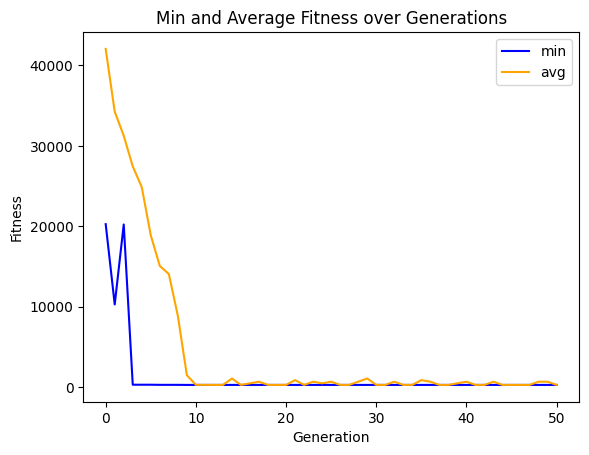 Min and Average Fitness over Generations
min
avg
40000
30000
20000
10000
0
Fitness
0 10 20 30 40 50
Generation